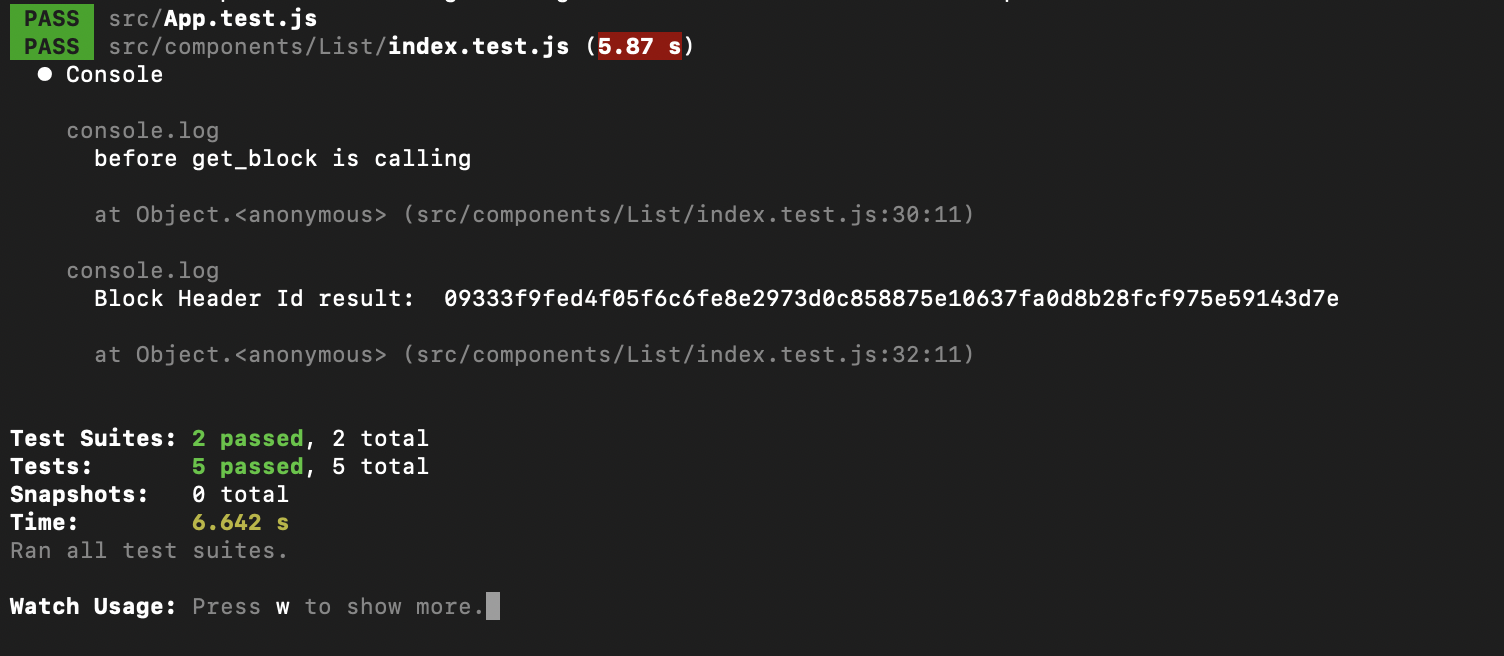 PASS src/App.test.js
PASS src/components/List/index.test.js (5.87 s)
● Console
console.log
before get_block is calling
at Object.<anonymous> (src/components/List/index.test.js:30:11)
console.log
Block Header Id result:  09333f9fed4f05f6c6fe8e2973d0c858875e10637fa0d8b28fcf975e59143d7e
at Object.<anonymous> (src/components/List/index.test.js:32:11)
Test Suites: 2 passed, 2 total
Tests:       5 passed, 5 total
Snapshots:   0 total
Time:        6.642 s
Ran all test suites.
Watch Usage: Press w to show more.